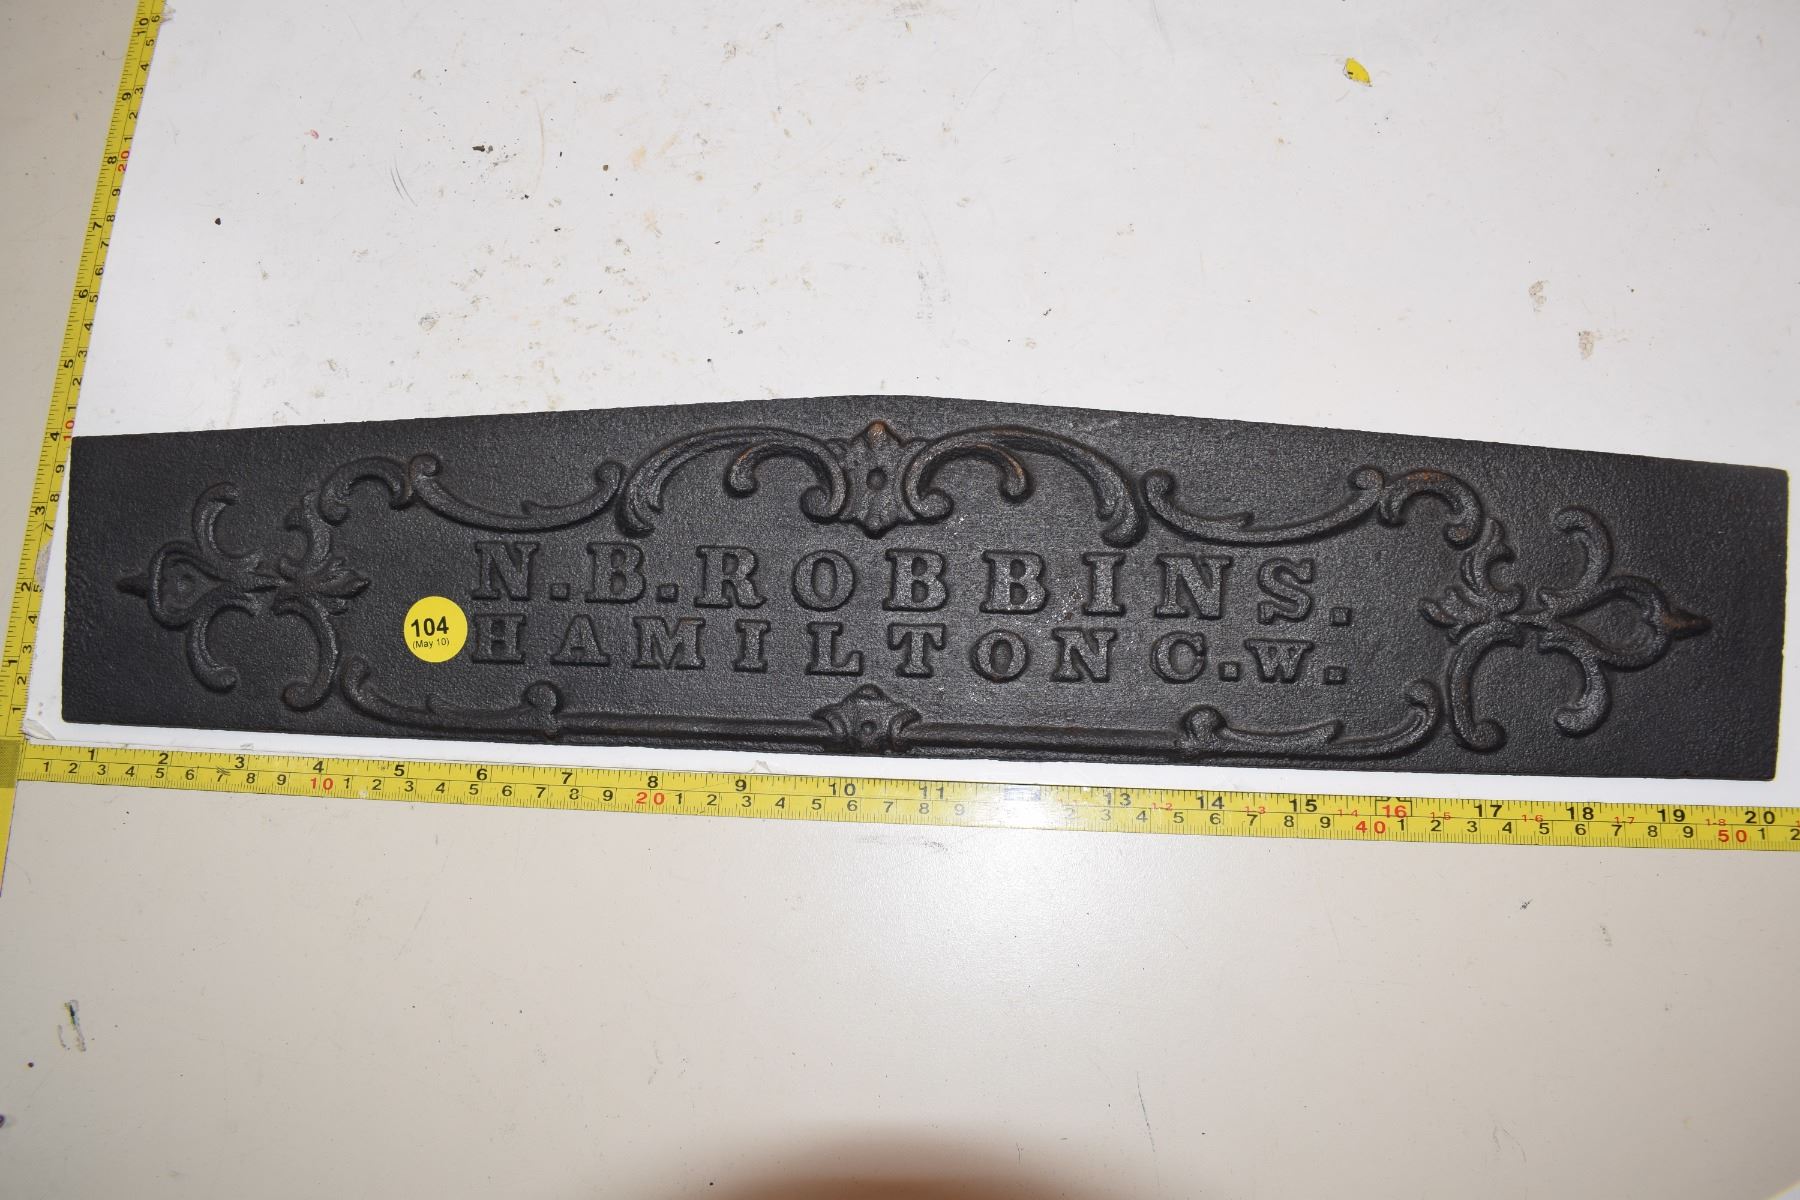 N.B.ROBBINS.
HAMILTON C.W.
104
(May 10)